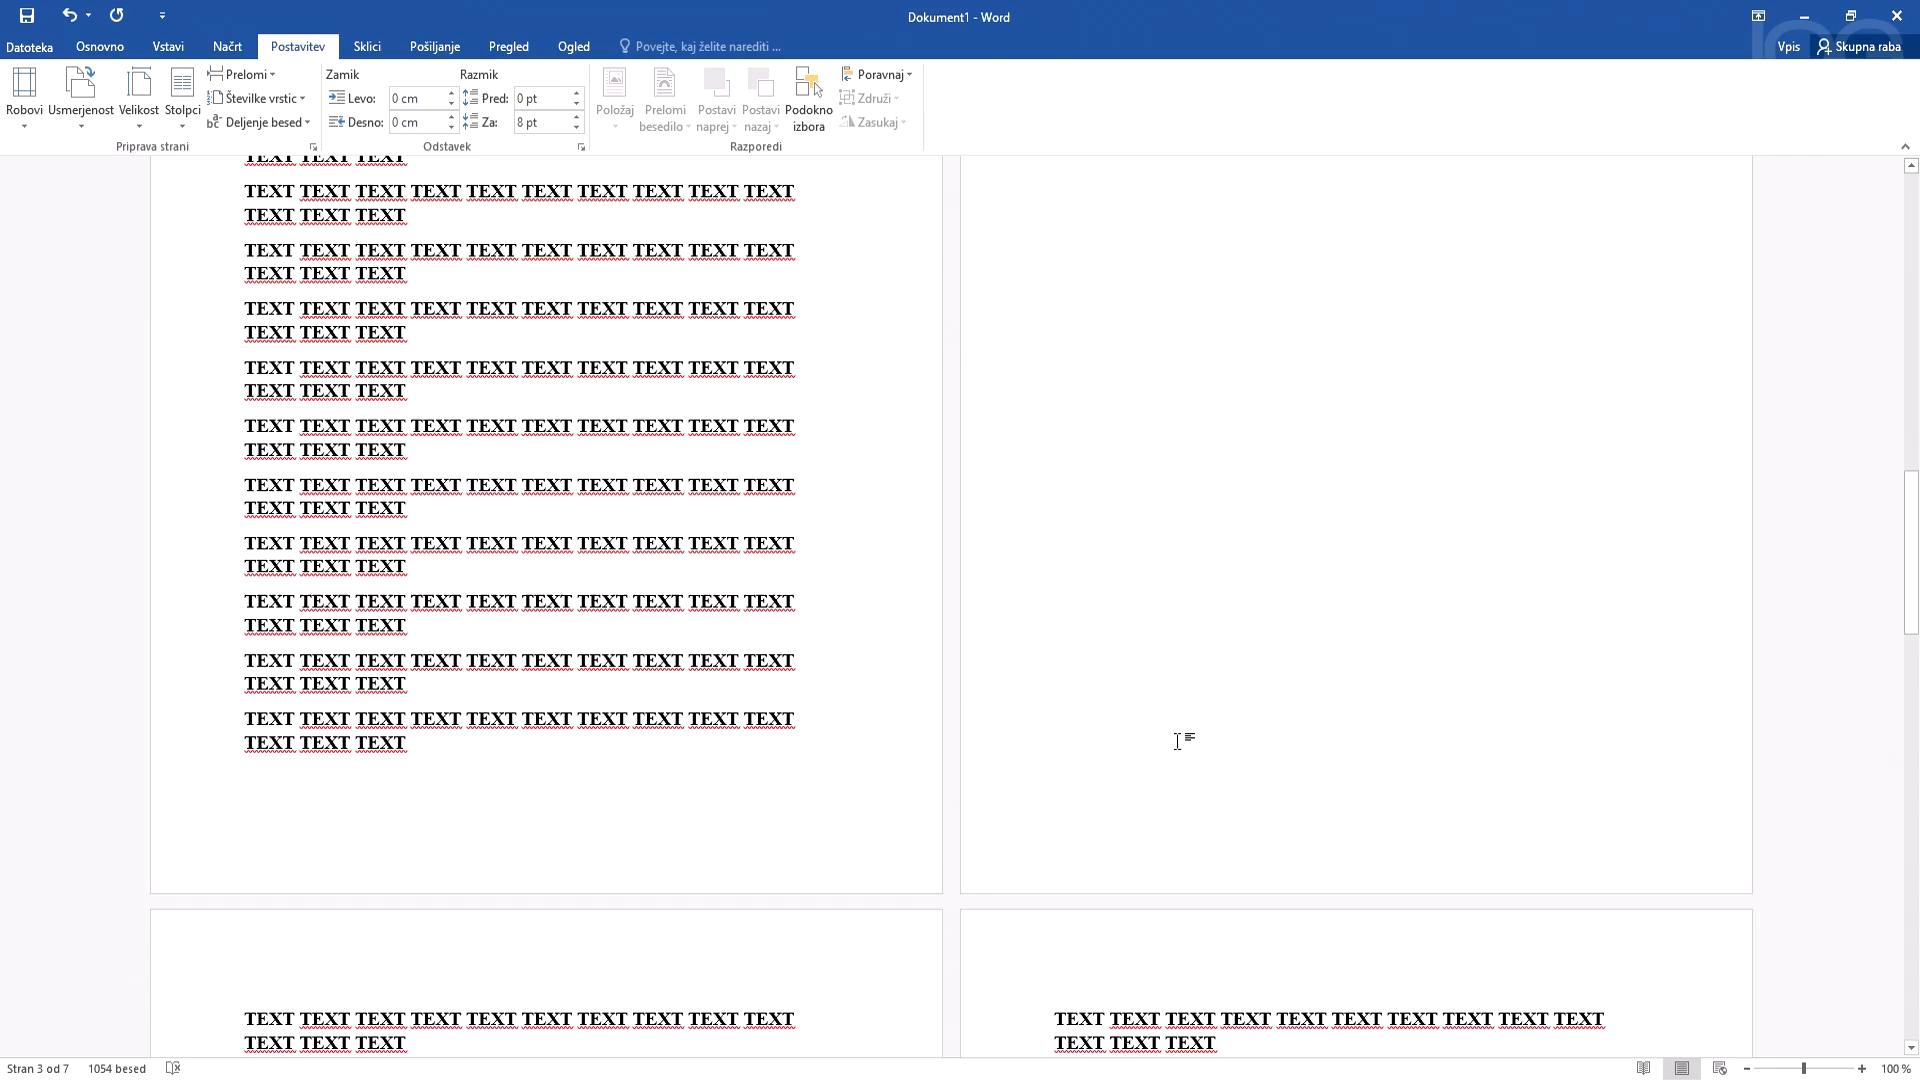 Dokument1 - Word
Datoteka Osnovno Vstavi Načrt Postavitev Sklici Pošiljanje Pregled Ogled Povejte, kaj želite narediti ... Vpis Skupna raba
Robovi Usmerjenost Velikost Stolpci Prelomi
Številke vrstic
Deljenje besed
Priprava strani
Zamik Razmik
Levo: 0 cm Pred: 0 pt
Desno: 0 cm Za: 8 pt
Odstavek
Položaj Prelomi besedilo Postavi naprej Postavi nazaj Podokno izbora
Poravnaj
Združi
Zasukaj
Razporedi
TEXT TEXT TEXT
TEXT TEXT TEXT TEXT TEXT TEXT TEXT TEXT TEXT TEXT
TEXT TEXT TEXT
TEXT TEXT TEXT TEXT TEXT TEXT TEXT TEXT TEXT TEXT
TEXT TEXT TEXT
TEXT TEXT TEXT TEXT TEXT TEXT TEXT TEXT TEXT TEXT
TEXT TEXT TEXT
TEXT TEXT TEXT TEXT TEXT TEXT TEXT TEXT TEXT TEXT
TEXT TEXT TEXT
TEXT TEXT TEXT TEXT TEXT TEXT TEXT TEXT TEXT TEXT
TEXT TEXT TEXT
TEXT TEXT TEXT TEXT TEXT TEXT TEXT TEXT TEXT TEXT
TEXT TEXT TEXT
TEXT TEXT TEXT TEXT TEXT TEXT TEXT TEXT TEXT TEXT
TEXT TEXT TEXT
TEXT TEXT TEXT TEXT TEXT TEXT TEXT TEXT TEXT TEXT
TEXT TEXT TEXT
TEXT TEXT TEXT TEXT TEXT TEXT TEXT TEXT TEXT TEXT
TEXT TEXT TEXT
TEXT TEXT TEXT TEXT TEXT TEXT TEXT TEXT TEXT TEXT
TEXT TEXT TEXT
TEXT TEXT TEXT TEXT TEXT TEXT TEXT TEXT TEXT TEXT
TEXT TEXT TEXT
TEXT TEXT TEXT TEXT TEXT TEXT TEXT TEXT TEXT TEXT
TEXT TEXT TEXT
Stran 3 od 7 1054 besed 100 %